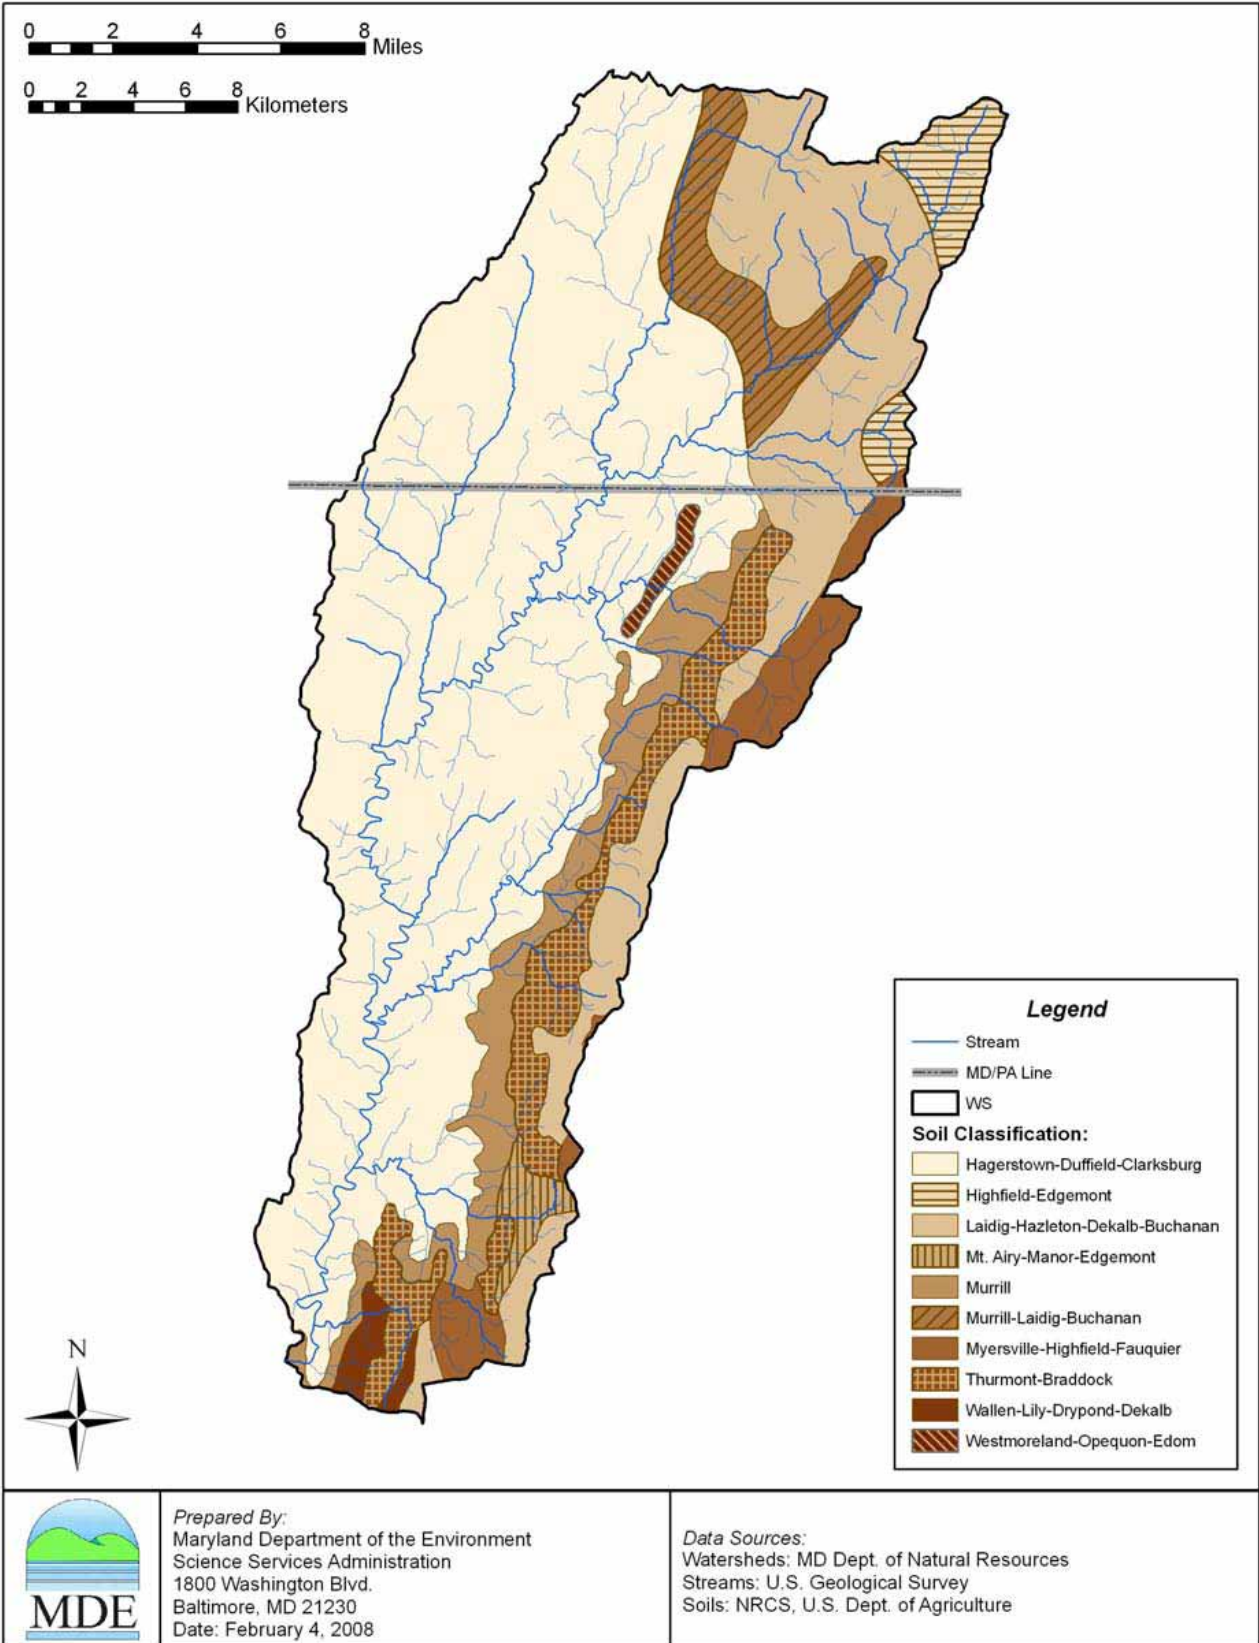 0 2 4 6 8 Miles
0 2 4 6 8 Kilometers
N
Legend
Stream
MD/PA Line
WS
Soil Classification:
Hagerstown-Duffield-Clarksburg
Highfield-Edgemont
Laidig-Hazleton-Dekalb-Buchanan
Mt. Airy-Manor-Edgemont
Murrill
Murrill-Laidig-Buchanan
Myersville-Highfield-Fauquier
Thurmont-Braddock
Wallen-Lily-Drypond-Dekalb
Westmoreland-Opequon-Edom
MDE
Prepared By:
Maryland Department of the Environment
Science Services Administration
1800 Washington Blvd.
Baltimore, MD 21230
Date: February 4, 2008
Data Sources:
Watersheds: MD Dept. of Natural Resources
Streams: U.S. Geological Survey
Soils: NRCS, U.S. Dept. of Agriculture